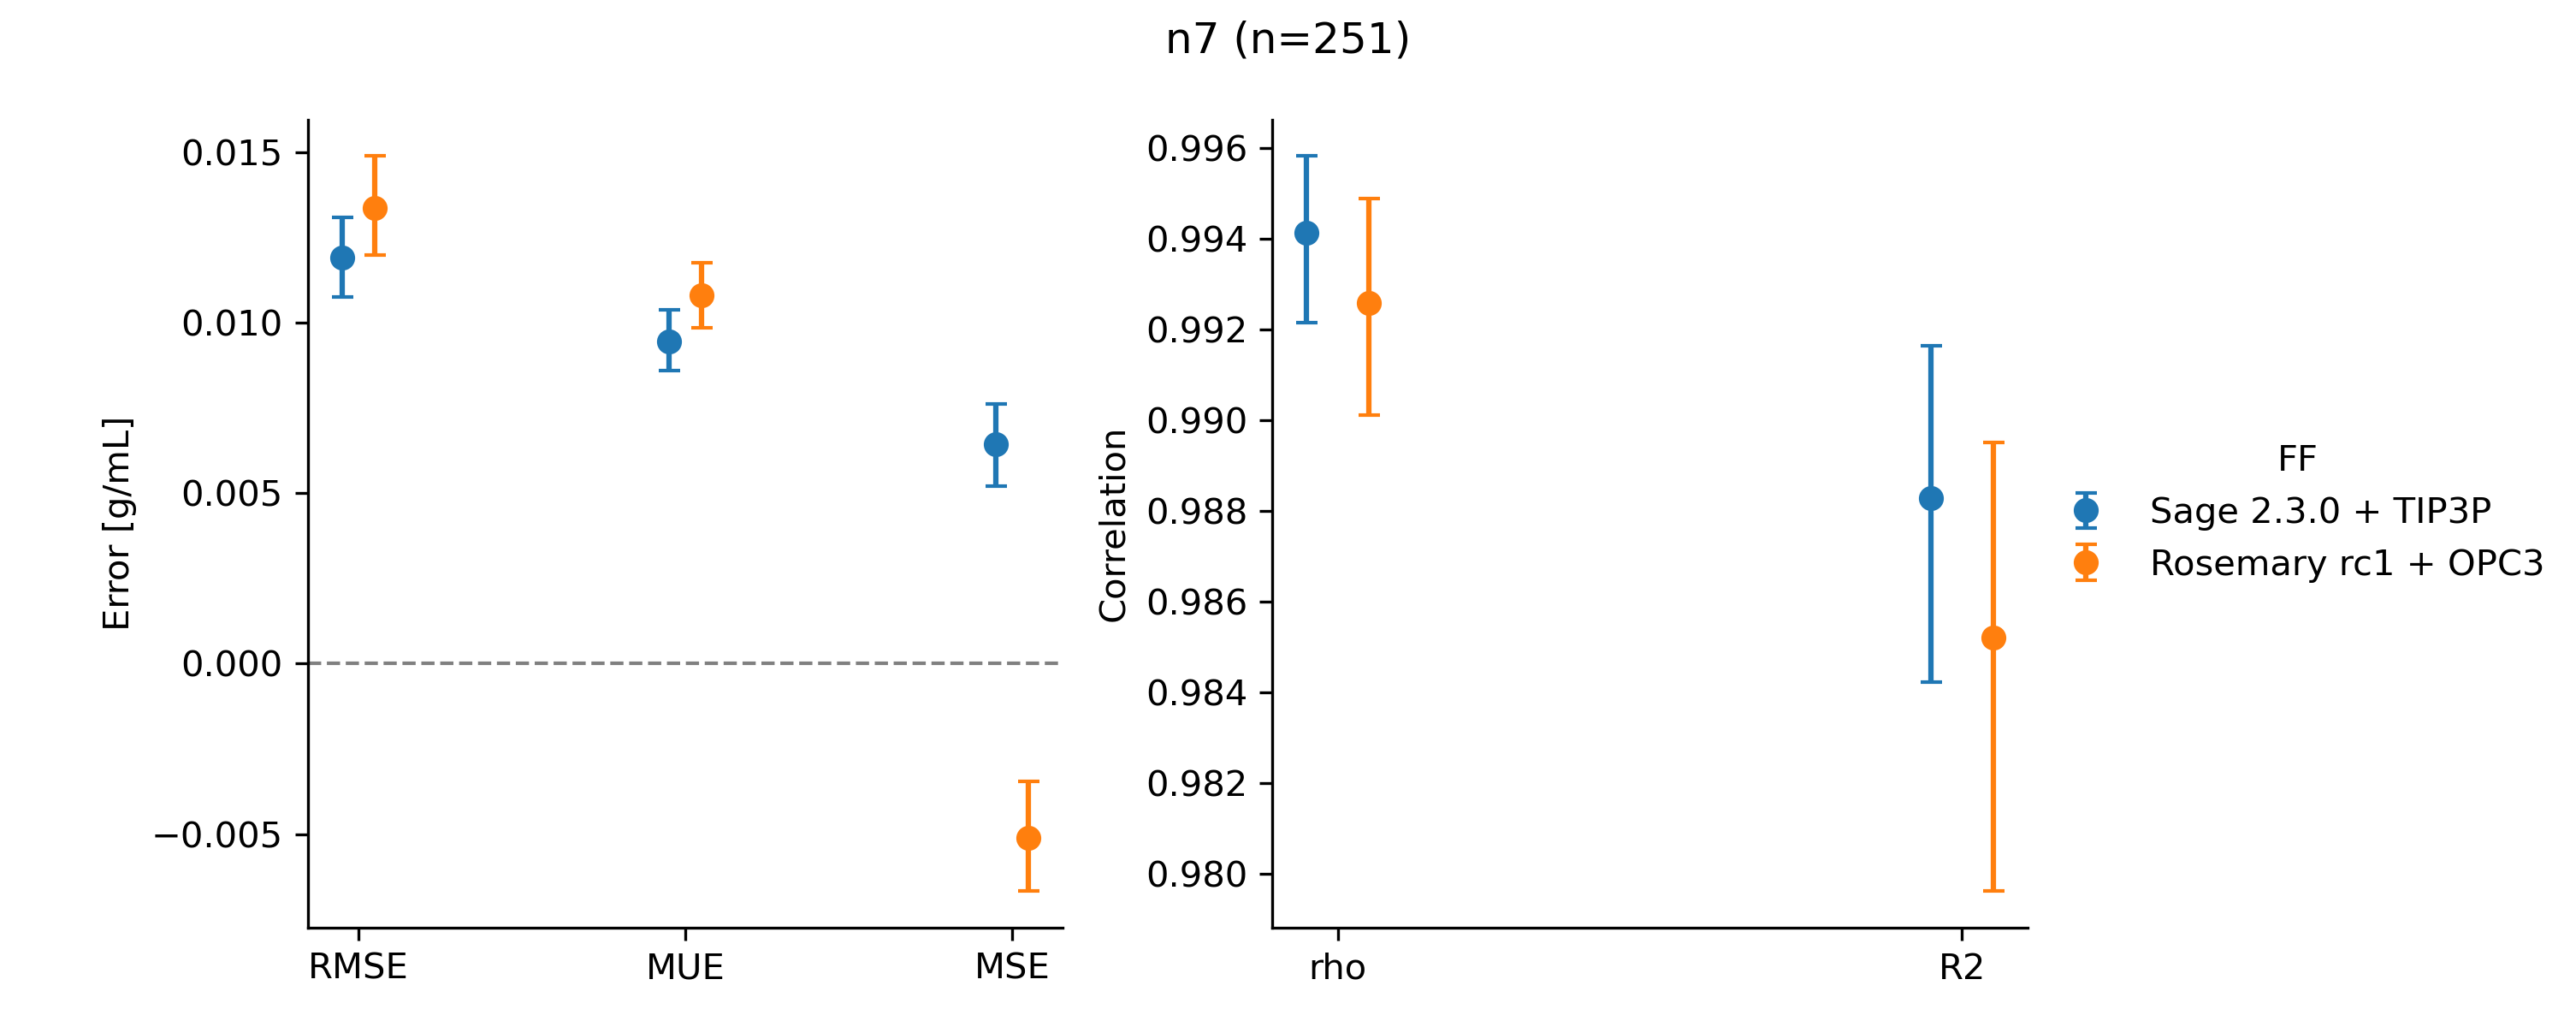 n7 (n=251)
Error [g/mL]
0.015
0.010
0.005
0.000
−0.005
RMSE
MUE
MSE
Correlation
0.996
0.994
0.992
0.990
0.988
0.986
0.984
0.982
0.980
rho
R2
FF
Sage 2.3.0 + TIP3P
Rosemary rc1 + OPC3